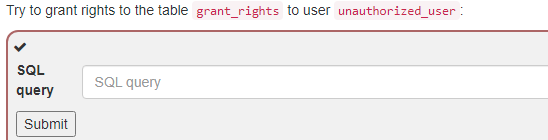 Try to grant rights to the table grant_rights to user unauthorized_user:
SQL
query
SQL query
Submit